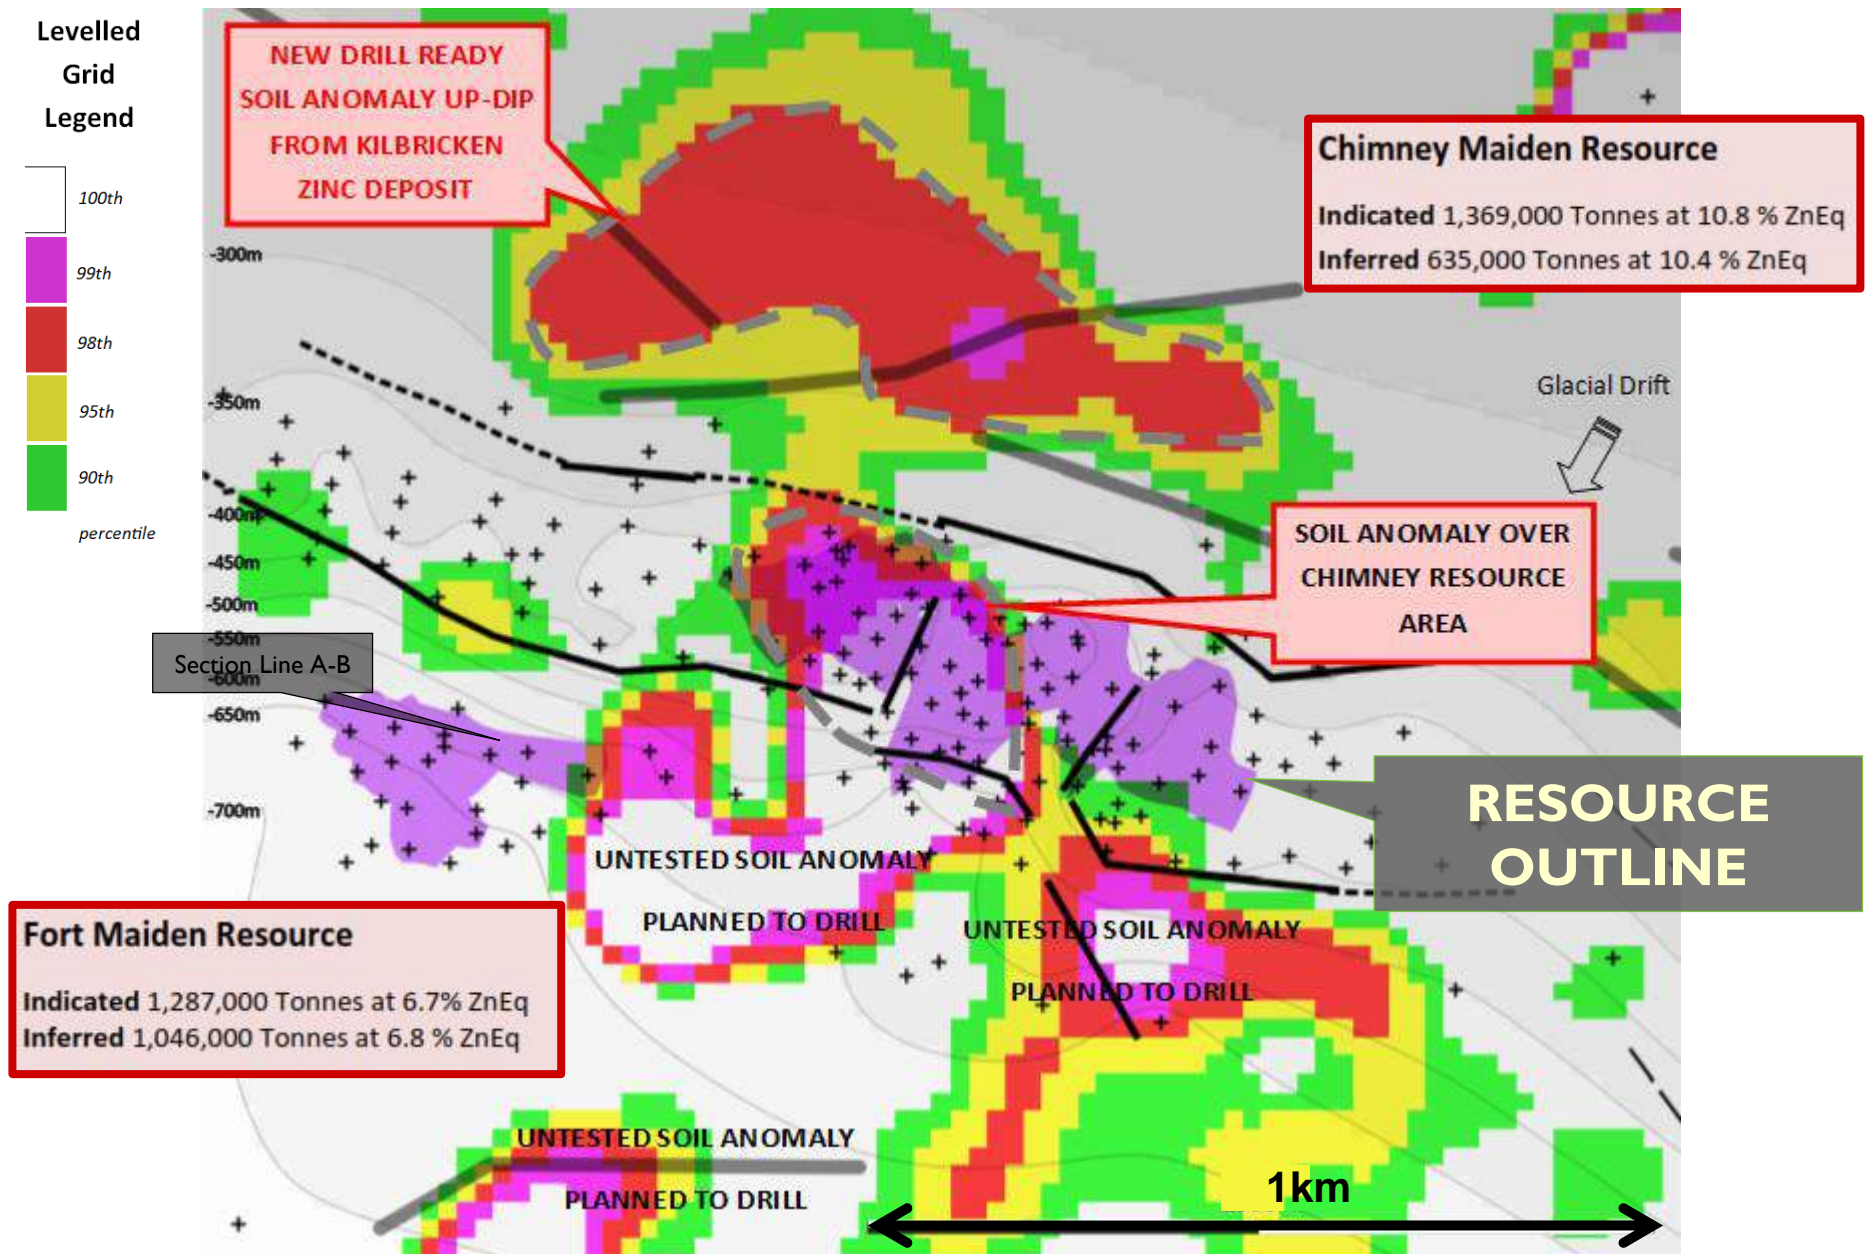 Levelled
Grid
Legend
100th
99th
98th
95th
90th
percentile
NEW DRILL READY
SOIL ANOMALY UP-DIP
FROM KILBRICKEN
ZINC DEPOSIT
Chimney Maiden Resource
Indicated 1,369,000 Tonnes at 10.8 % ZnEq
Inferred 635,000 Tonnes at 10.4 % ZnEq
-300m
-350m
-400m
-450m
-500m
-550m
-600m
-650m
-700m
Glacial Drift
SOIL ANOMALY OVER
CHIMNEY RESOURCE
AREA
Section Line A-B
RESOURCE
OUTLINE
UNTESTED SOIL ANOMALY
PLANNED TO DRILL
UNTESTED SOIL ANOMALY
PLANNED TO DRILL
Fort Maiden Resource
Indicated 1,287,000 Tonnes at 6.7% ZnEq
Inferred 1,046,000 Tonnes at 6.8 % ZnEq
UNTESTED SOIL ANOMALY
PLANNED TO DRILL
1km